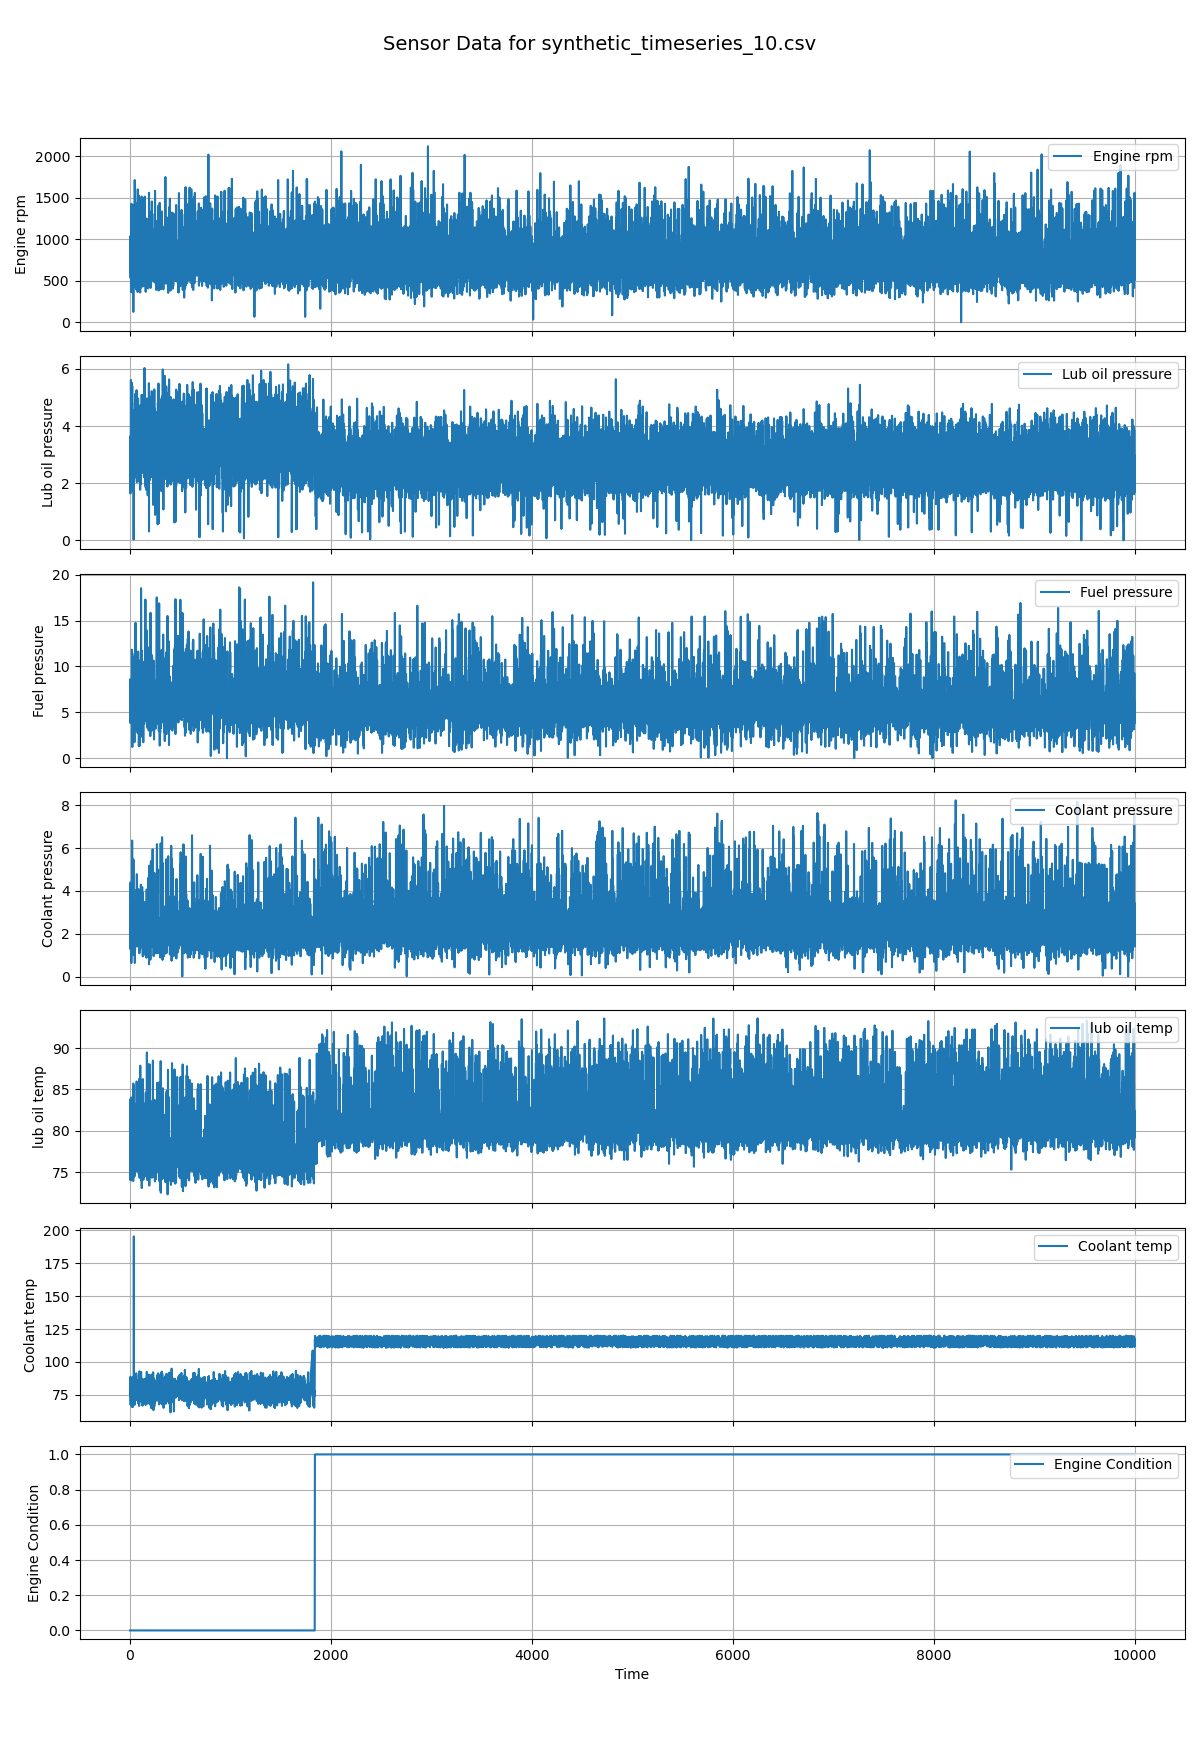 Sensor Data for synthetic_timeseries_10.csv
Engine rpm
2000
1500
1000
500
0
Engine rpm
Lub oil pressure
6
4
2
0
Lub oil pressure
Fuel pressure
20
15
10
5
0
Fuel pressure
Coolant pressure
8
6
4
2
0
Coolant pressure
lub oil temp
90
85
80
75
lub oil temp
Coolant temp
200
175
150
125
100
75
Coolant temp
Engine Condition
1.0
0.8
0.6
0.4
0.2
0.0
Engine Condition
0 2000 4000 6000 8000 10000
Time